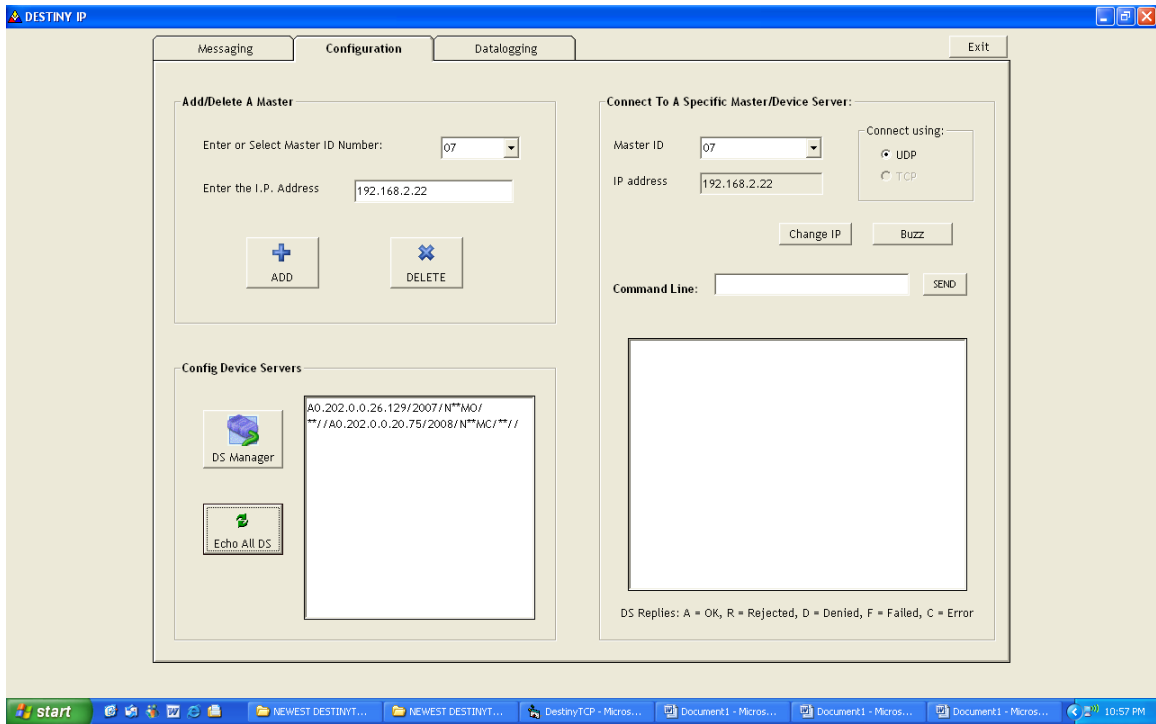 DESTINY IP
Messaging
Configuration
Datalogging
Exit
Add/Delete A Master
Enter or Select Master ID Number:
07
Enter the I.P. Address
192.168.2.22
ADD
DELETE
Config Device Servers
DS Manager
Echo All DS
A0.202.0.0.26.129/2007/N**MO/
**//A0.202.0.0.20.75/2008/N**MC/**//
Connect To A Specific Master/Device Server:
Master ID
07
IP address
192.168.2.22
Connect using:
UDP
TCP
Change IP
Buzz
Command Line:
SEND
DS Replies: A = OK, R = Rejected, D = Denied, F = Failed, C = Error
start
NEWEST DESTINYT...
NEWEST DESTINYT...
DestinyTCP - Micros...
Document1 - Micros...
Document1 - Micros...
Document1 - Micros...
10:57 PM